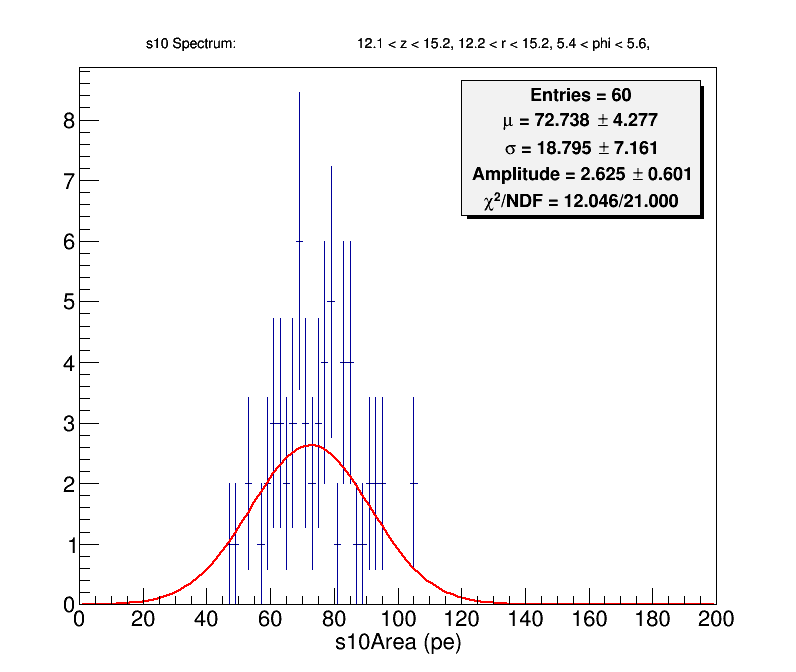 s10 Spectrum: 12.1 < z < 15.2, 12.2 < r < 15.2, 5.4 < phi < 5.6,
Entries = 60
μ = 72.738 ± 4.277
σ = 18.795 ± 7.161
Amplitude = 2.625 ± 0.601
χ²/NDF = 12.046/21.000
8
7
6
5
4
3
2
1
0
0 20 40 60 80 100 120 140 160 180 200
s10Area (pe)